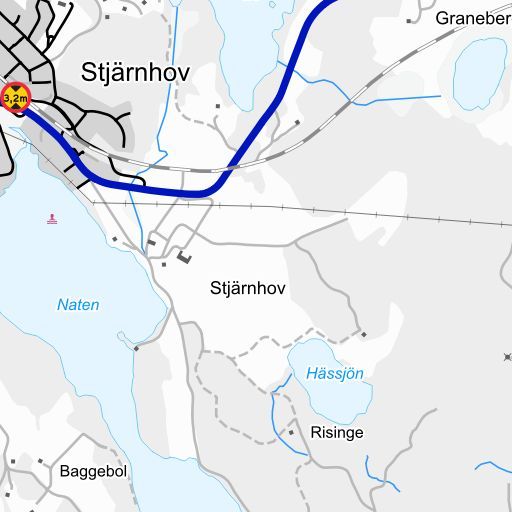 Graneber
Stjärnhov
3,2m
Stjärnhov
Naten
Hässjön
Risinge
Baggebol